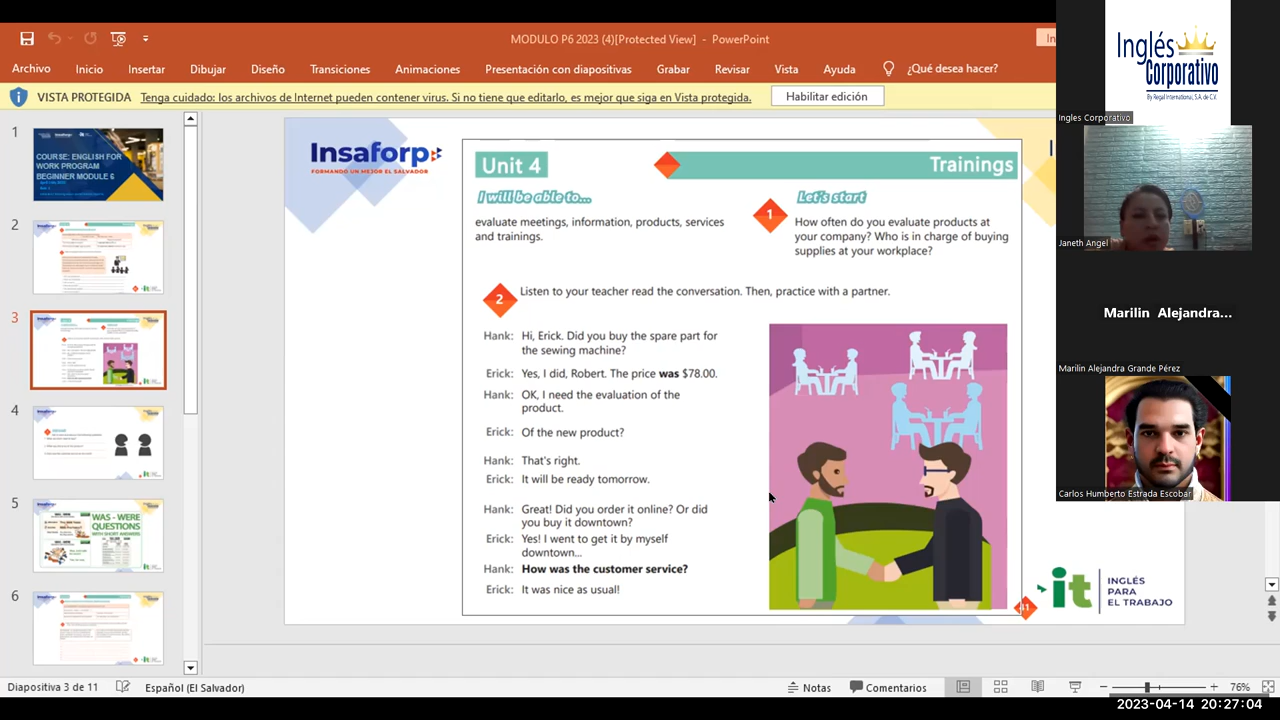 MODULO P6 2023 (4)[Protected View] - PowerPoint
Archivo Inicio Insertar Dibujar Diseño Transiciones Animaciones Presentación con diapositivas Grabar Revisar Vista Ayuda ¿Qué desea hacer?
VISTA PROTEGIDA Tenga cuidado: los archivos de Internet pueden contener virus. Si no tiene que editarlo, es mejor que siga en Vista protegida. Habilitar edición
1
COURSE: ENGLISH FOR
WORK PROGRAM
BEGINNER MODULE 6
2
3
4
5
WAS - WERE
QUESTIONS
WITH SHORT ANSWERS
6
Insaforp
FORMANDO UN MEJOR EL SALVADOR
Unit 4
Trainings
I will be able to...
evaluate meetings, information, products, services
and trainings.
Let's start
1
How often do you evaluate products at
your company? Who is in charge of buying
supplies at your workplace?
2
Listen to your teacher read the conversation. Then, practice with a partner.
Hank: Hi, Erick. Did you buy the spare part for
the sewing machine?
Erick: Yes, I did, Robert. The price was $78.00.
Hank: OK, I need the evaluation of the
product.
Erick: Of the new product?
Hank: That's right.
Erick: It will be ready tomorrow.
Hank: Great! Did you order it online? Or did
you buy it downtown?
Erick: Yes! I went to get it by myself
downtown...
Hank: How was the customer service?
Erick: It was nice as usual!
it
INGLÉS
PARA
EL TRABAJO
Inglés
Corporativo
By Regal International, S.A. de C.V.
Ingles Corporativo
Janeth Angel
Marilin Alejandra...
Marilin Alejandra Grande Pérez
Carlos Humberto Estrada Escobar
Diapositiva 3 de 11 Español (El Salvador) Notas Comentarios 76%
2023-04-14 20:27:04